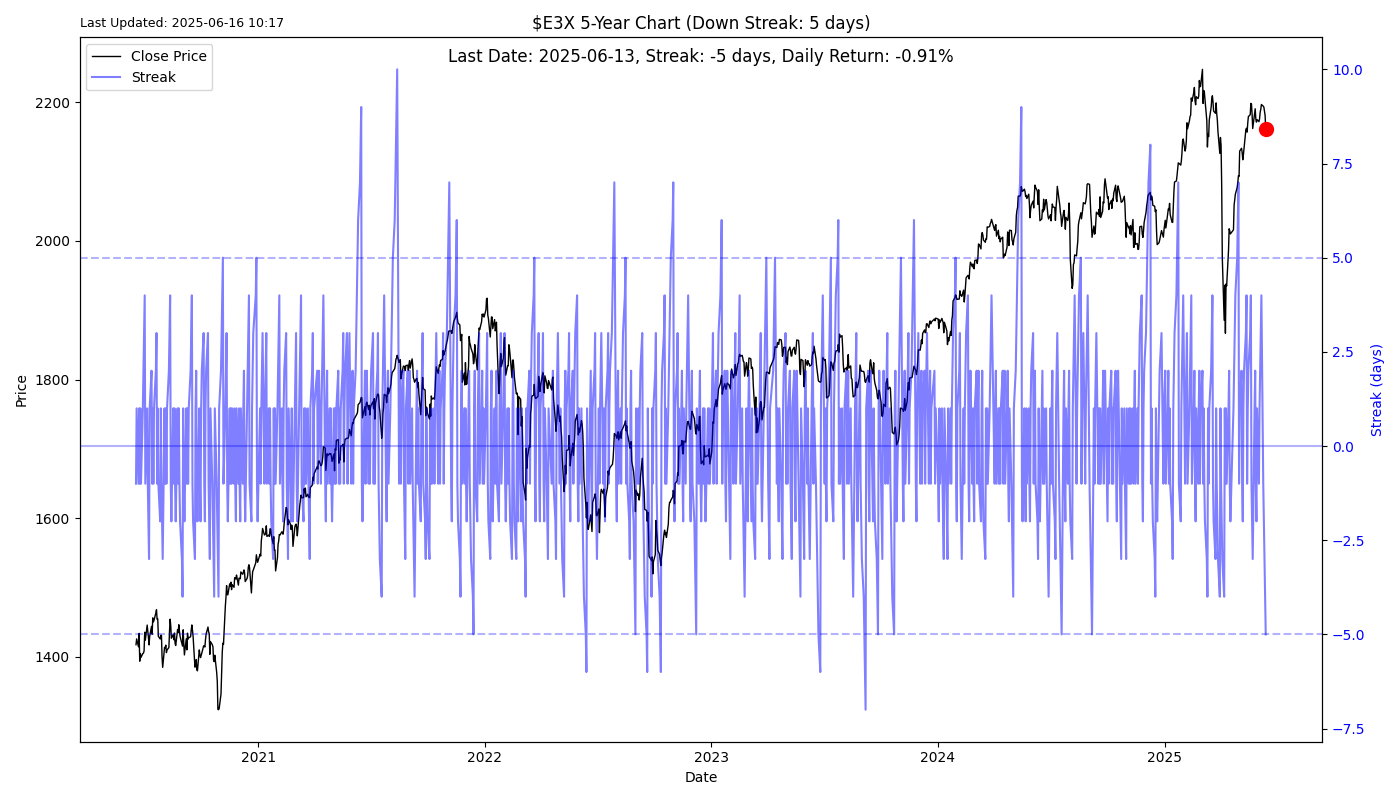 Last Updated: 2025-06-16 10:17
$E3X 5-Year Chart (Down Streak: 5 days)
Last Date: 2025-06-13, Streak: -5 days, Daily Return: -0.91%
Close Price
Streak
Price
2200
2000
1800
1600
1400
10.0
7.5
5.0
2.5
0.0
−2.5
−5.0
−7.5
Streak (days)
2021
2022
2023
2024
2025
Date